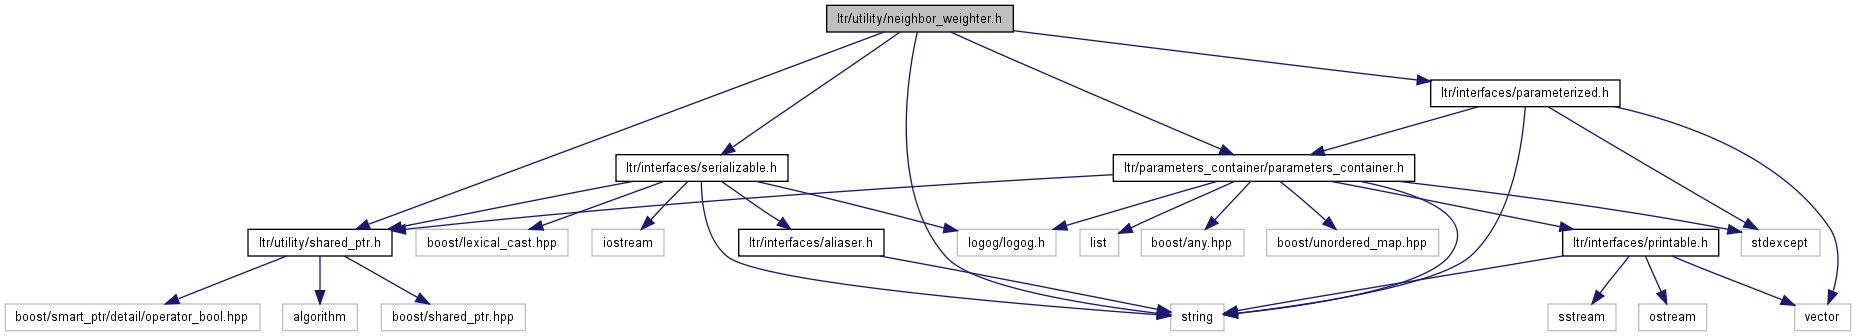 ltr/utility/neighbor_weighter.h
ltr/interfaces/parameterized.h
ltr/interfaces/serializable.h
ltr/parameters_container/parameters_container.h
ltr/utility/shared_ptr.h
boost/lexical_cast.hpp
iostream
ltr/interfaces/aliaser.h
logog/logog.h
list
boost/any.hpp
boost/unordered_map.hpp
ltr/interfaces/printable.h
stdexcept
boost/smart_ptr/detail/operator_bool.hpp
algorithm
boost/shared_ptr.hpp
string
sstream
ostream
vector